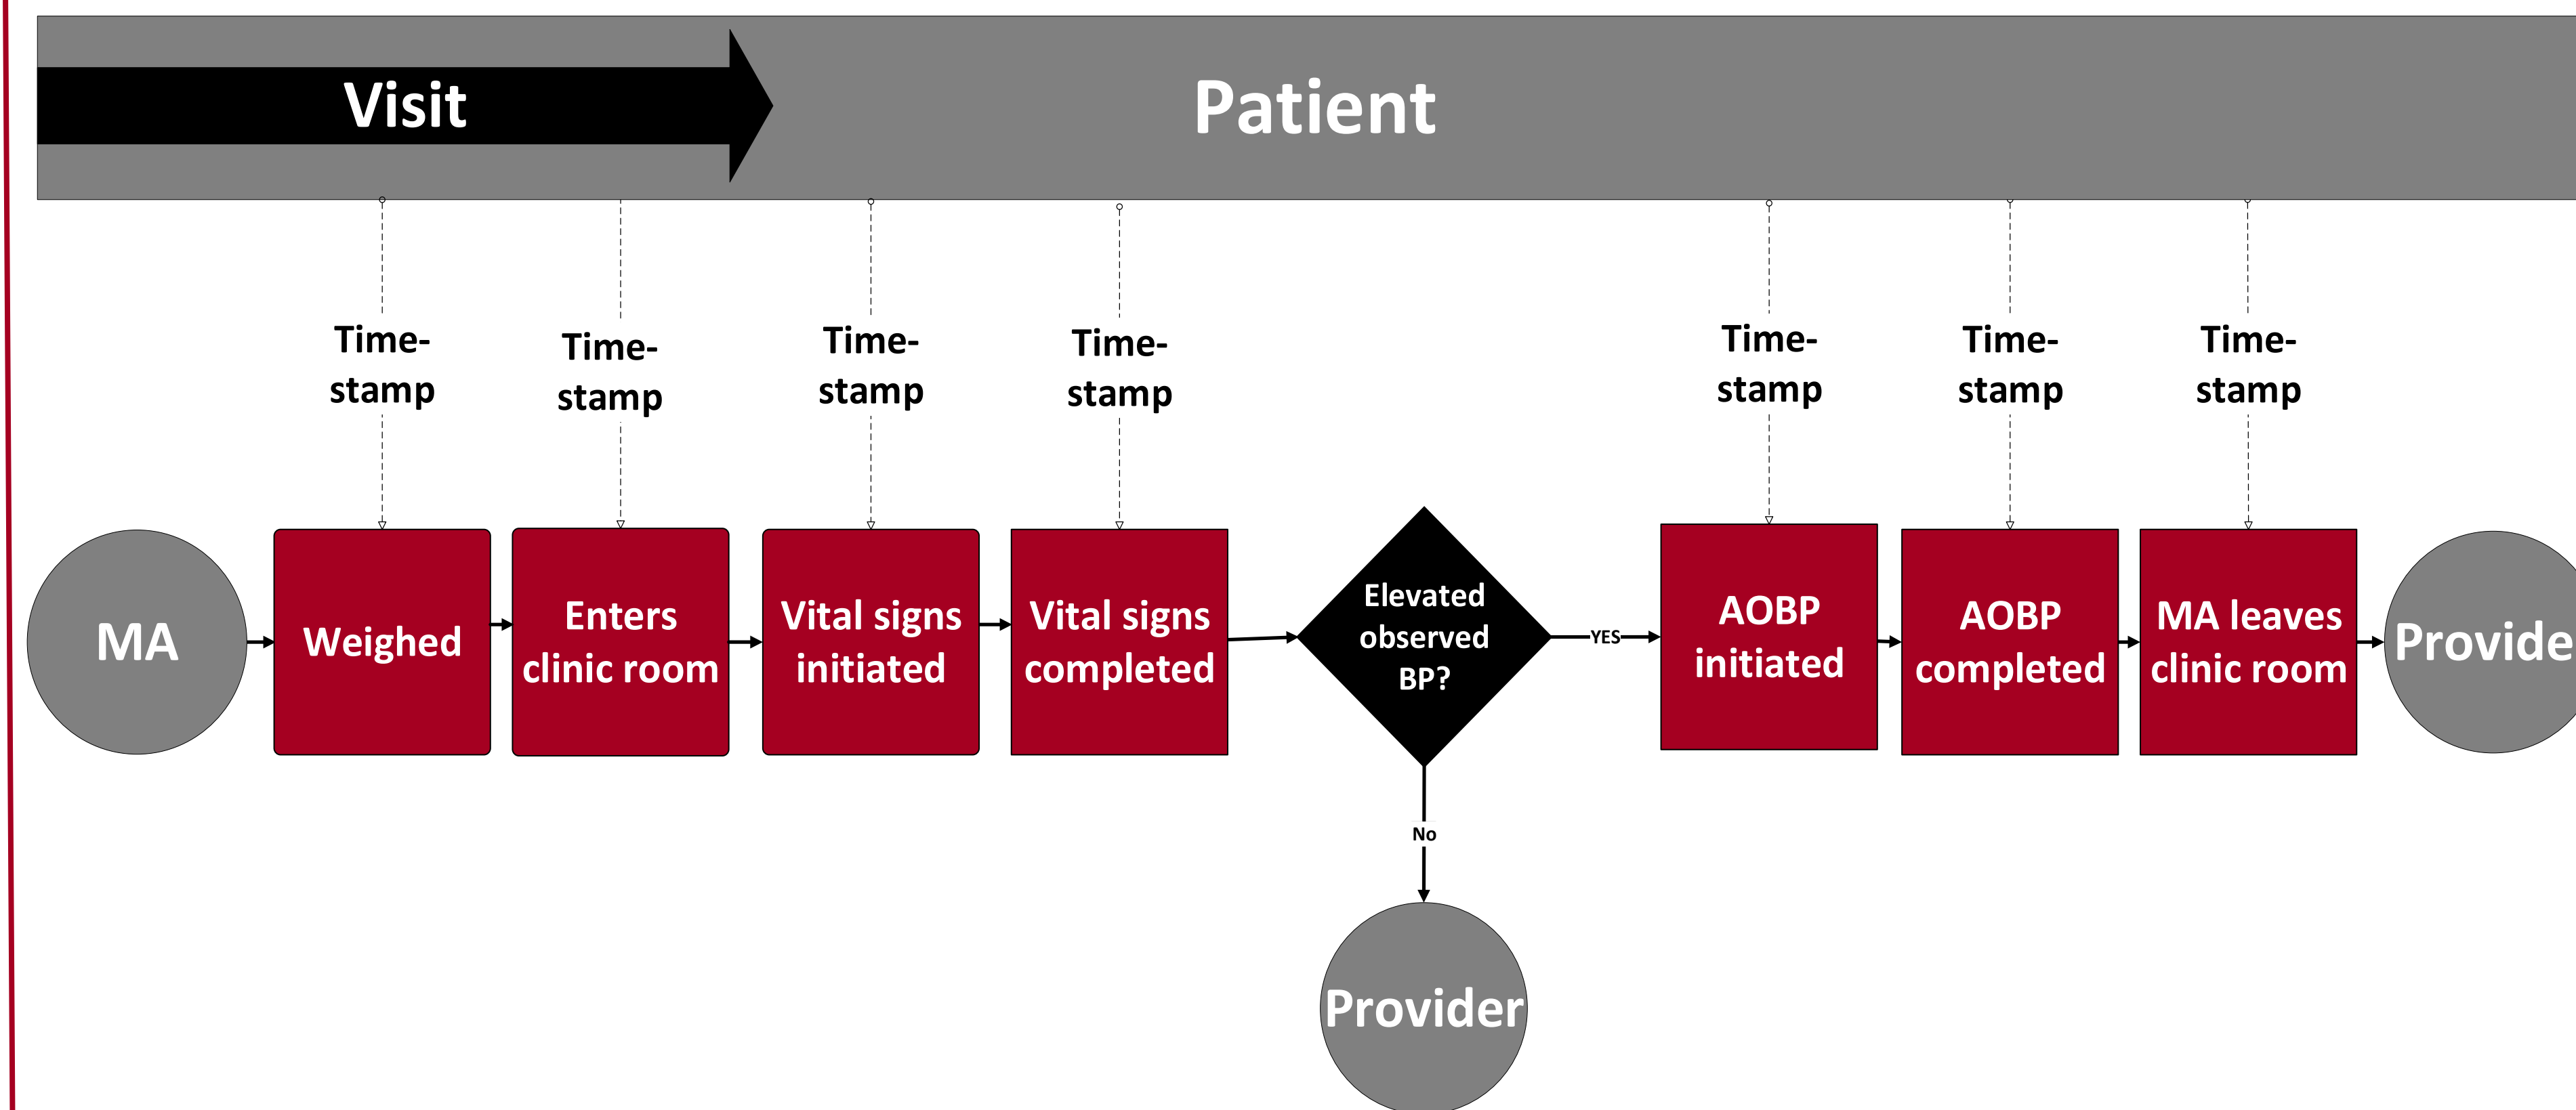 Visit
Patient
Time-
stamp
Time-
stamp
Time-
stamp
Time-
stamp
Time-
stamp
Time-
stamp
Time-
stamp
MA
Weighed
Enters
clinic room
Vital signs
initiated
Vital signs
completed
Elevated
observed
BP?
YES
AOBP
initiated
AOBP
completed
MA leaves
clinic room
Provide
No
Provider